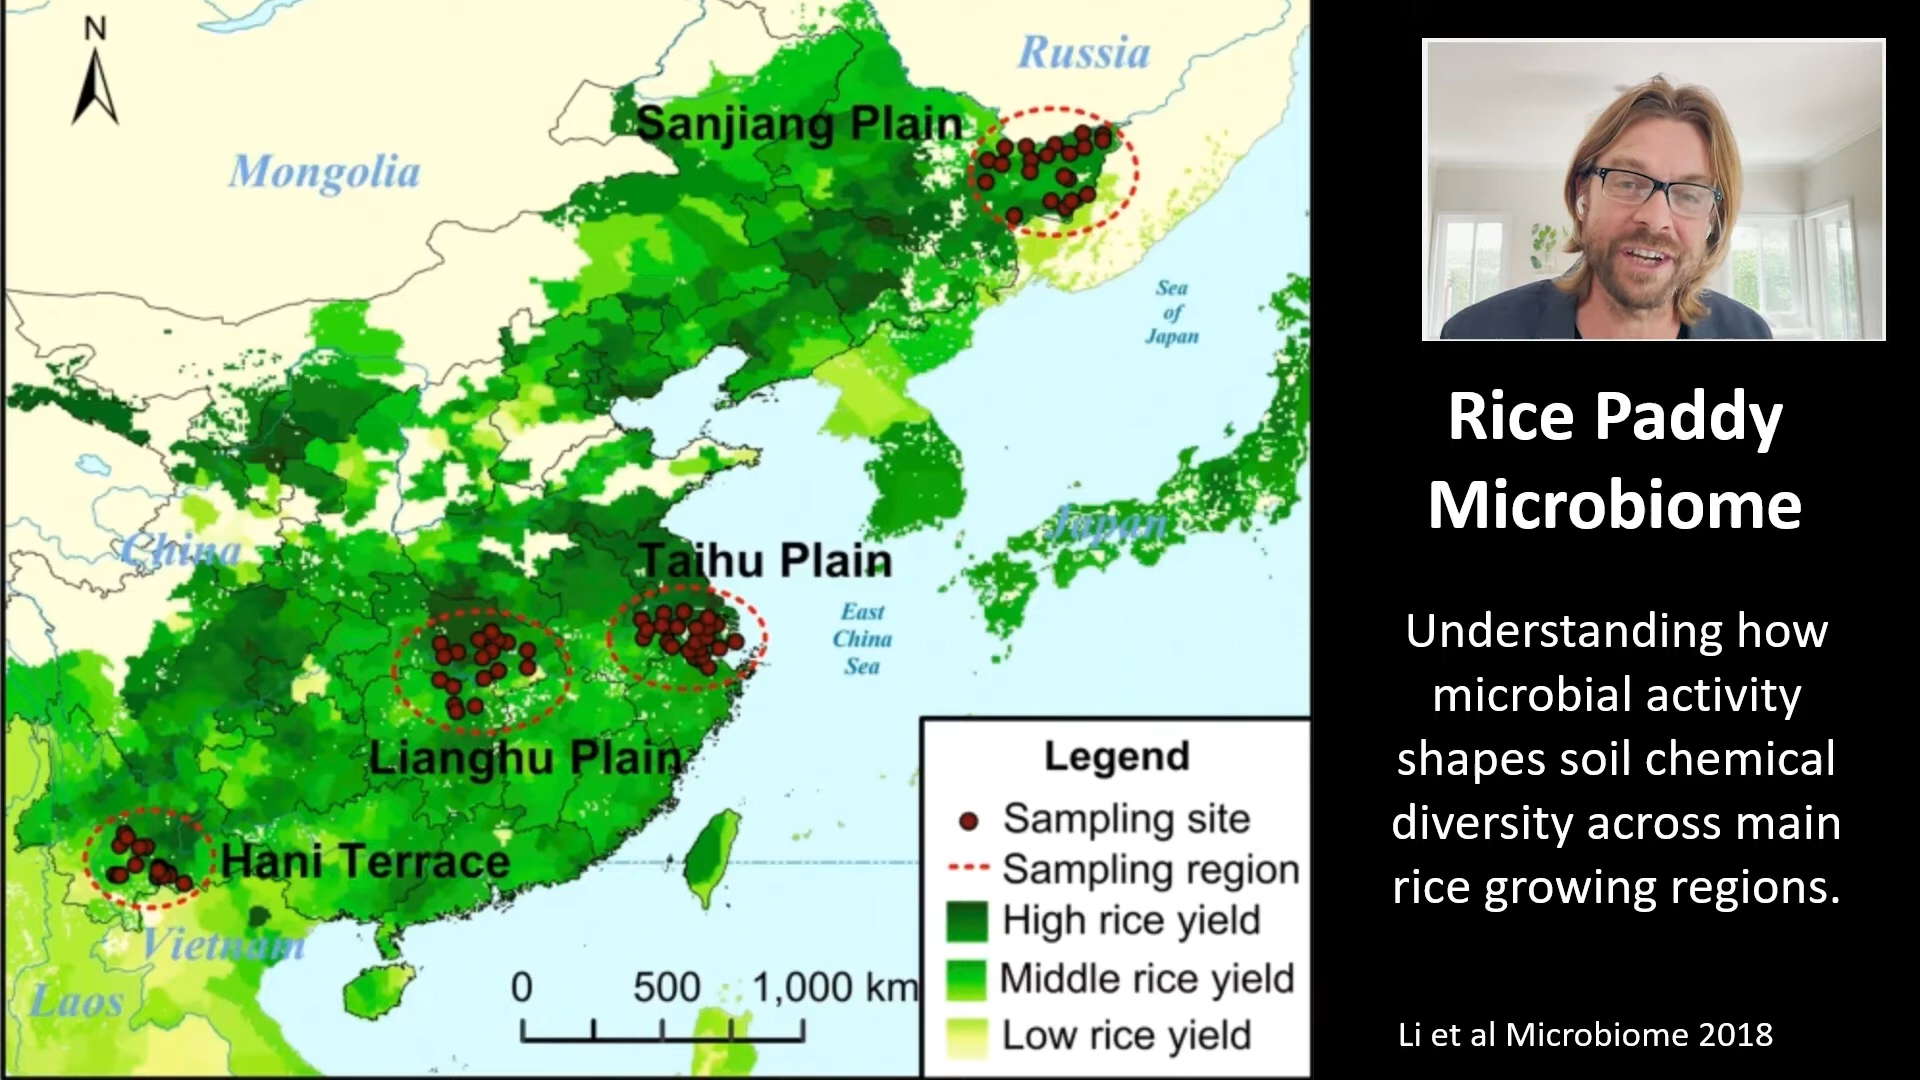 N
Russia
Sanjiang Plain
Mongolia
Sea
of
Japan
China
Japan
Taihu Plain
East
China
Sea
Lianghu Plain
Hani Terrace
Vietnam
Laos
0 500 1,000 km
Legend
Sampling site
Sampling region
High rice yield
Middle rice yield
Low rice yield
Rice Paddy
Microbiome
Understanding how
microbial activity
shapes soil chemical
diversity across main
rice growing regions.
Li et al Microbiome 2018